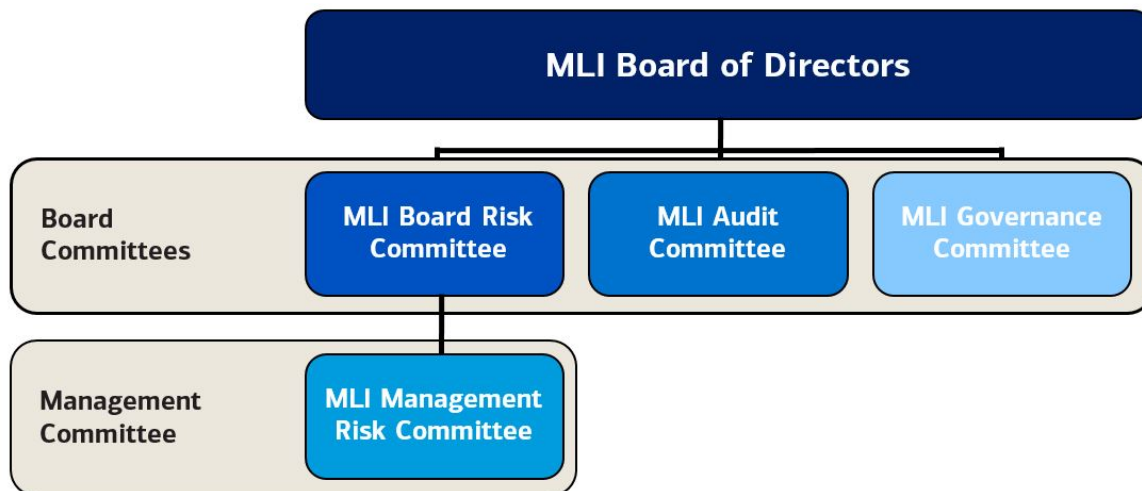 MLI Board of Directors
Board
Committees
MLI Board Risk
Committee
MLI Audit
Committee
MLI Governance
Committee
Management
Committee
MLI Management
Risk Committee